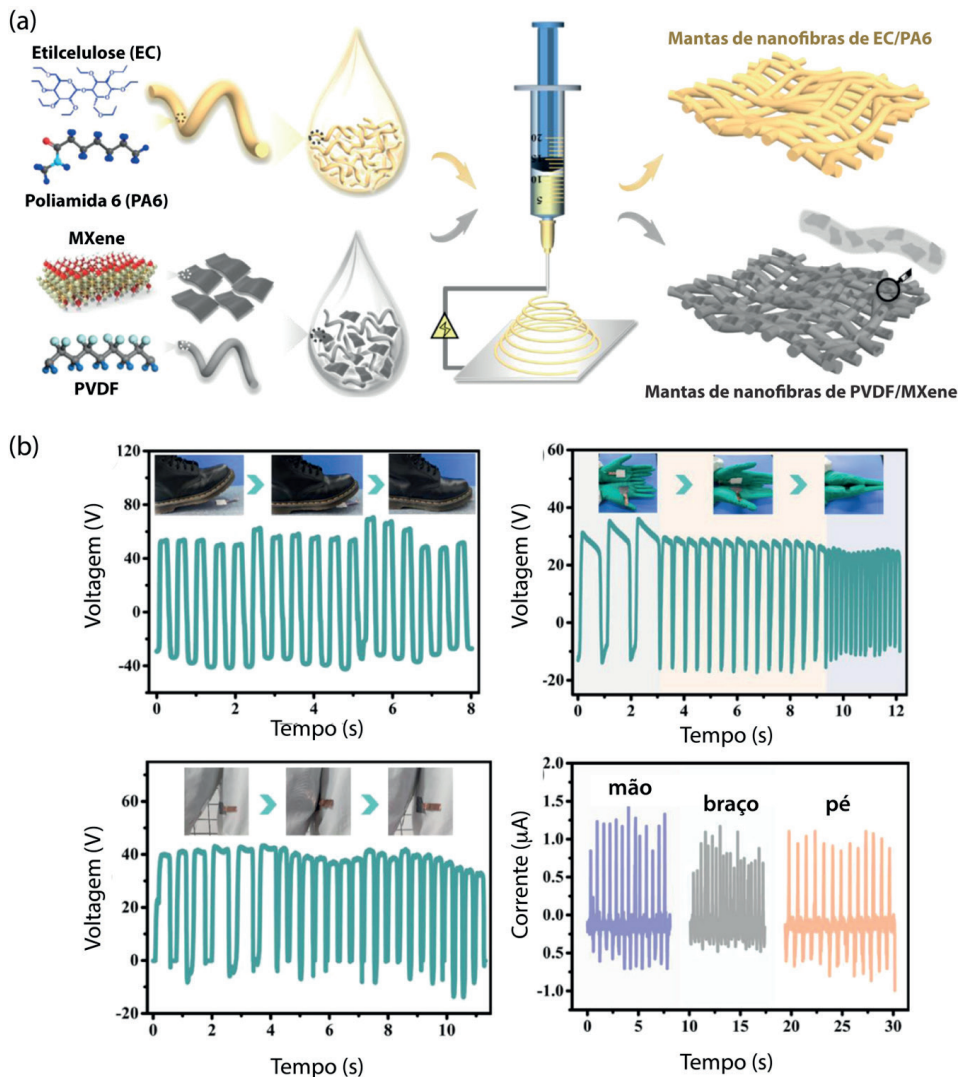 (a)
Etilcelulose (EC)
Poliamida 6 (PA6)
MXene
PVDF
20
15
10
5
Mantas de nanofibras de EC/PA6
Mantas de nanofibras de PVDF/MXene
(b)
Voltagem (V)
120
80
40
0
-40
0 2 4 6 8
Tempo (s)
Voltagem (V)
60
40
20
0
-20
0 2 4 6 8 10 12
Tempo (s)
Voltagem (V)
60
40
20
0
-20
0 2 4 6 8 10
Tempo (s)
Corrente (µA)
2.0
1.5
1.0
0.5
0.0
0.5
-1.0
mão braço pé
0 5 10 15 20 25 30
Tempo (s)